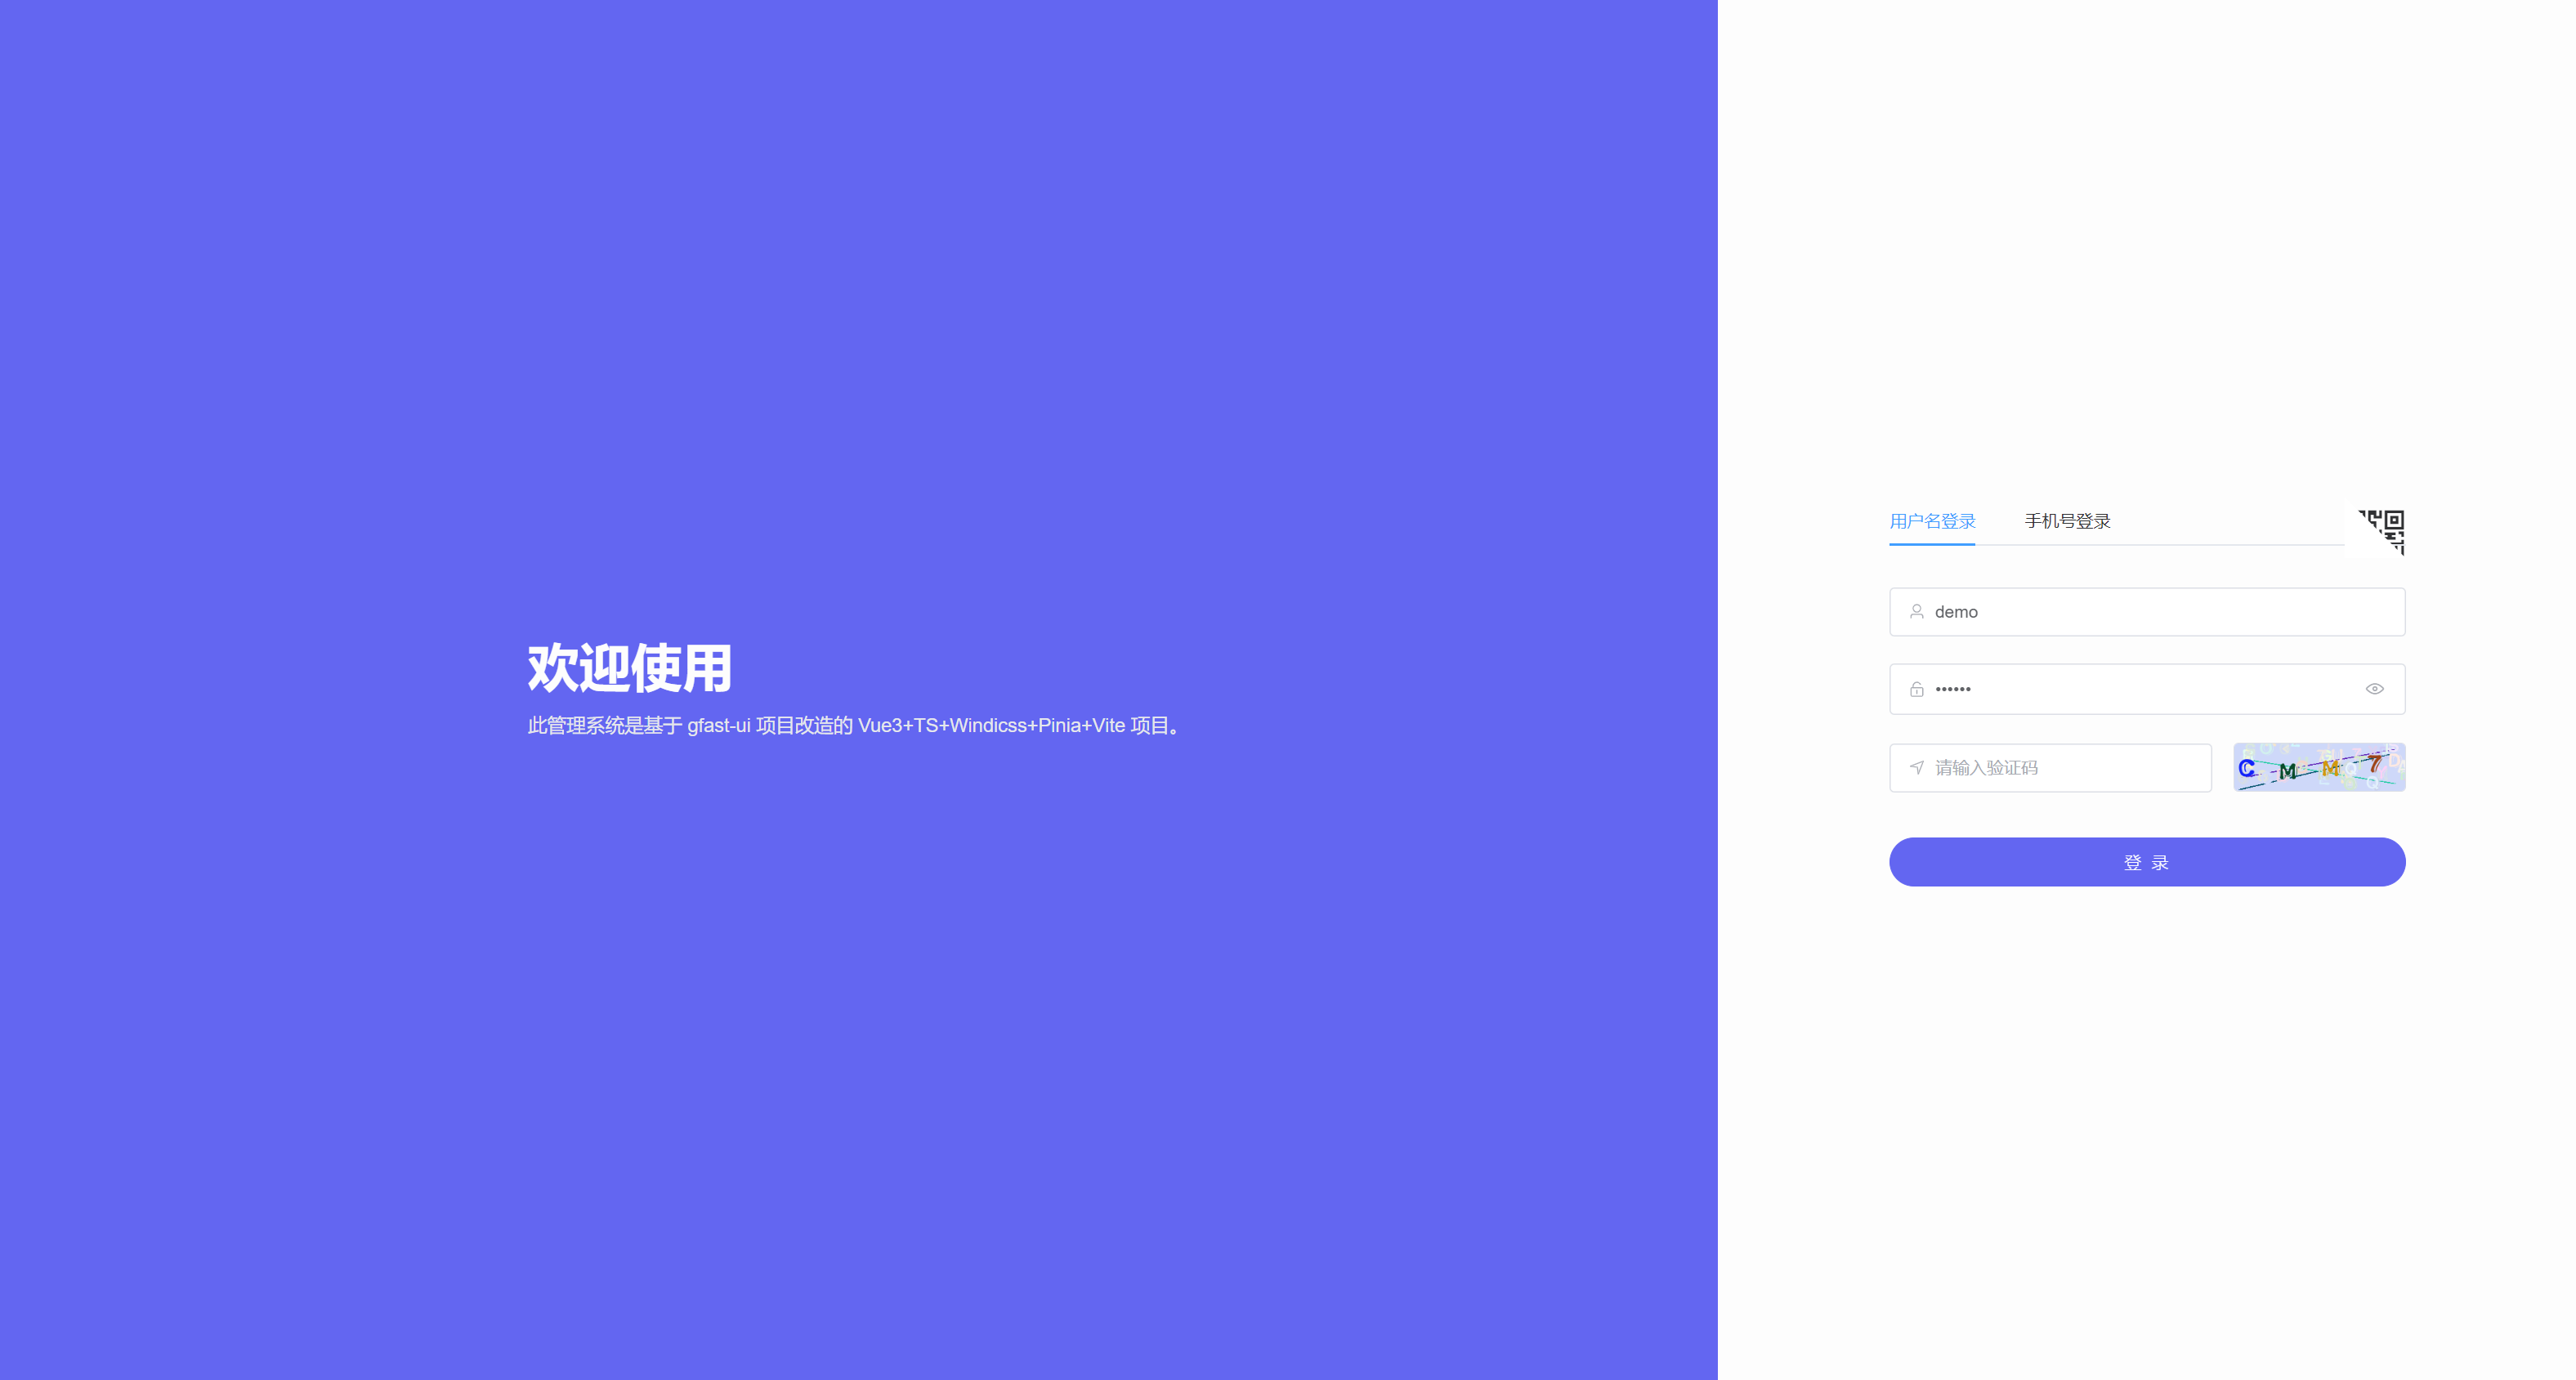 用户名登录 手机号登录
demo
••••••
欢迎使用
此管理系统是基于 gfast-ui 项目改造的 Vue3+TS+Windicss+Pinia+Vite 项目。
请输入验证码 CMM7
登 录